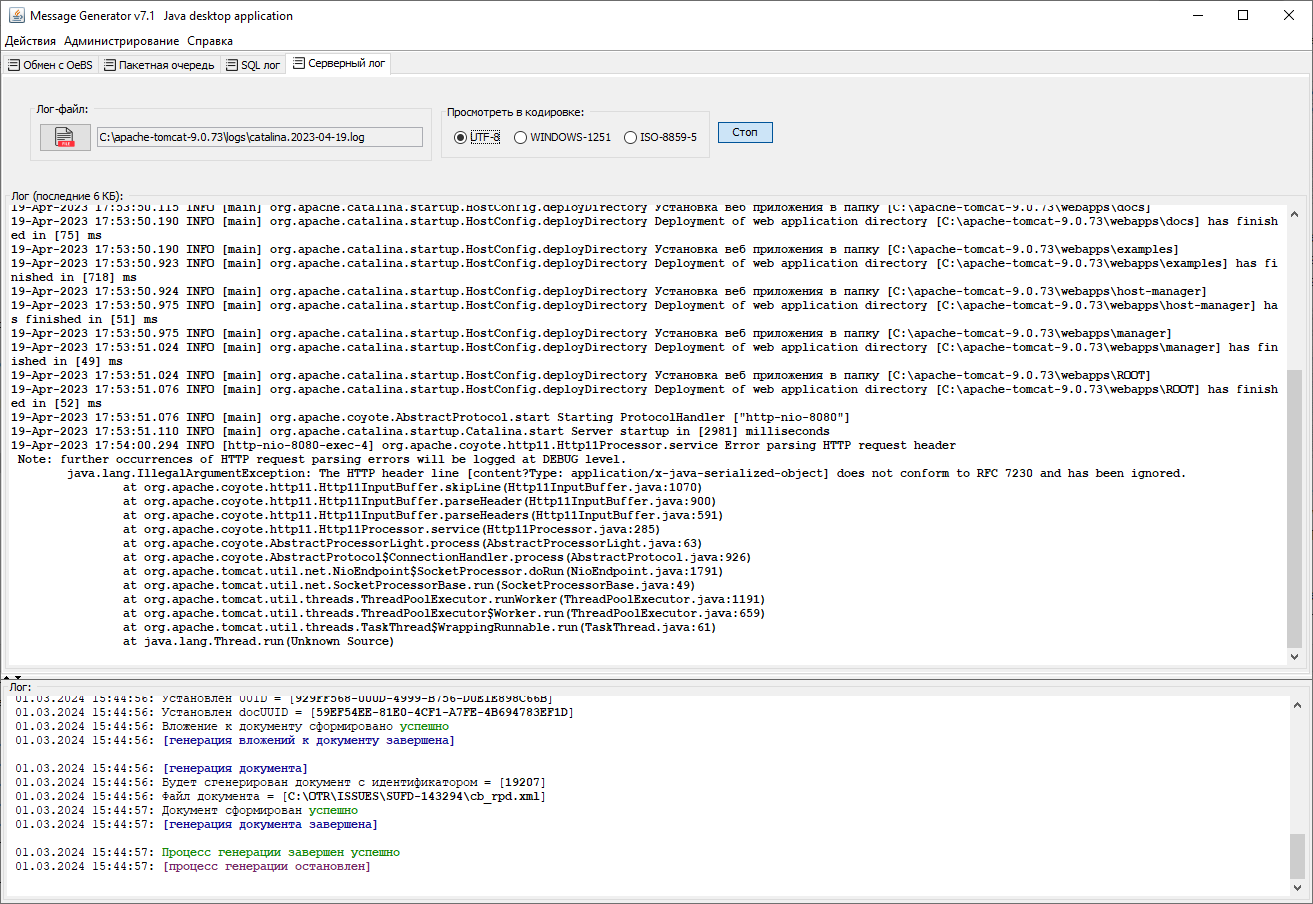 Message Generator v7.1   Java desktop application
Действия  Администрирование  Справка
Обмен с OeBS  Пакетная очередь  SQL лог  Серверный лог
Лог-файл:
C:\apache-tomcat-9.0.73\logs\catalina.2023-04-19.log
Просмотреть в кодировке:
UTF-8  WINDOWS-1251  ISO-8859-5
Стоп
Лог (последние 6 КБ):
19-Apr-2023 17:53:50.115 INFO [main] org.apache.catalina.startup.HostConfig.deployDirectory Установка веб приложения в папку [C:\apache-tomcat-9.0.73\webapps\docs]
19-Apr-2023 17:53:50.190 INFO [main] org.apache.catalina.startup.HostConfig.deployDirectory Deployment of web application directory [C:\apache-tomcat-9.0.73\webapps\docs] has finish
ed in [75] ms
19-Apr-2023 17:53:50.190 INFO [main] org.apache.catalina.startup.HostConfig.deployDirectory Установка веб приложения в папку [C:\apache-tomcat-9.0.73\webapps\examples]
19-Apr-2023 17:53:50.923 INFO [main] org.apache.catalina.startup.HostConfig.deployDirectory Deployment of web application directory [C:\apache-tomcat-9.0.73\webapps\examples] has fi
nished in [718] ms
19-Apr-2023 17:53:50.924 INFO [main] org.apache.catalina.startup.HostConfig.deployDirectory Установка веб приложения в папку [C:\apache-tomcat-9.0.73\webapps\host-manager]
19-Apr-2023 17:53:50.975 INFO [main] org.apache.catalina.startup.HostConfig.deployDirectory Deployment of web application directory [C:\apache-tomcat-9.0.73\webapps\host-manager] ha
s finished in [51] ms
19-Apr-2023 17:53:50.975 INFO [main] org.apache.catalina.startup.HostConfig.deployDirectory Установка веб приложения в папку [C:\apache-tomcat-9.0.73\webapps\manager]
19-Apr-2023 17:53:51.024 INFO [main] org.apache.catalina.startup.HostConfig.deployDirectory Deployment of web application directory [C:\apache-tomcat-9.0.73\webapps\manager] has fin
ished in [49] ms
19-Apr-2023 17:53:51.024 INFO [main] org.apache.catalina.startup.HostConfig.deployDirectory Установка веб приложения в папку [C:\apache-tomcat-9.0.73\webapps\ROOT]
19-Apr-2023 17:53:51.076 INFO [main] org.apache.catalina.startup.HostConfig.deployDirectory Deployment of web application directory [C:\apache-tomcat-9.0.73\webapps\ROOT] has finish
ed in [52] ms
19-Apr-2023 17:53:51.076 INFO [main] org.apache.coyote.AbstractProtocol.start Starting ProtocolHandler ["http-nio-8080"]
19-Apr-2023 17:53:51.110 INFO [main] org.apache.catalina.startup.Catalina.start Server startup in [2981] milliseconds
19-Apr-2023 17:54:00.294 INFO [http-nio-8080-exec-4] org.apache.coyote.http11.Http11Processor.service Error parsing HTTP request header
Note: further occurrences of HTTP request parsing errors will be logged at DEBUG level.
java.lang.IllegalArgumentException: The HTTP header line [content?Type: application/x-java-serialized-object] does not conform to RFC 7230 and has been ignored.
at org.apache.coyote.http11.Http11InputBuffer.skipLine(Http11InputBuffer.java:1070)
at org.apache.coyote.http11.Http11InputBuffer.parseHeader(Http11InputBuffer.java:900)
at org.apache.coyote.http11.Http11InputBuffer.parseHeaders(Http11InputBuffer.java:591)
at org.apache.coyote.http11.Http11Processor.service(Http11Processor.java:285)
at org.apache.coyote.AbstractProcessorLight.process(AbstractProcessorLight.java:63)
at org.apache.coyote.AbstractProtocol$ConnectionHandler.process(AbstractProtocol.java:926)
at org.apache.tomcat.util.net.NioEndpoint$SocketProcessor.doRun(NioEndpoint.java:1791)
at org.apache.tomcat.util.net.SocketProcessorBase.run(SocketProcessorBase.java:49)
at org.apache.tomcat.util.threads.ThreadPoolExecutor.runWorker(ThreadPoolExecutor.java:1191)
at org.apache.tomcat.util.threads.ThreadPoolExecutor$Worker.run(ThreadPoolExecutor.java:659)
at org.apache.tomcat.util.threads.TaskThread$WrappingRunnable.run(TaskThread.java:61)
at java.lang.Thread.run(Unknown Source)
Лог:
01.03.2024 15:44:56: Установлен UUID = [929FF568-000D-4999-B756-D0E1E898C66B]
01.03.2024 15:44:56: Установлен docUUID = [59EF54EE-81E0-4CF1-A7FE-4B694783EF1D]
01.03.2024 15:44:56: Вложение к документу сформировано успешно
01.03.2024 15:44:56: [генерация вложений к документу завершена]
01.03.2024 15:44:56: [генерация документа]
01.03.2024 15:44:56: Будет сгенерирован документ с идентификатором = [19207]
01.03.2024 15:44:56: Файл документа = [C:\OTR\ISSUES\SUFD-143294\cb_rpd.xml]
01.03.2024 15:44:57: Документ сформирован успешно
01.03.2024 15:44:57: [генерация документа завершена]
01.03.2024 15:44:57: Процесс генерации завершен успешно
01.03.2024 15:44:57: [процесс генерации остановлен]